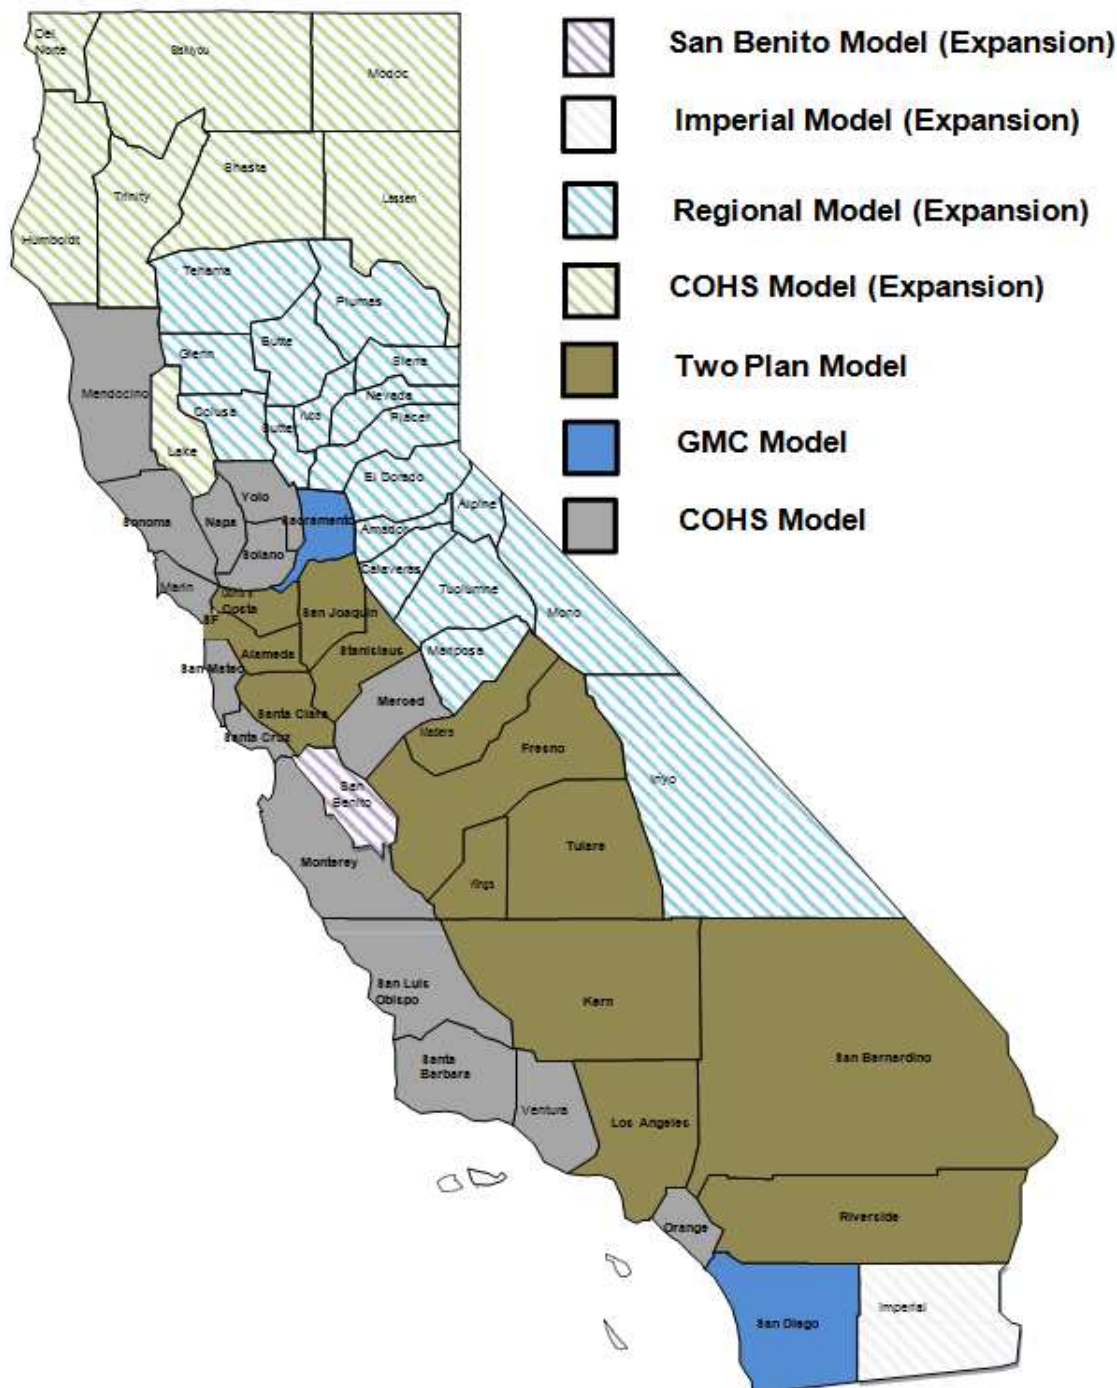 San Benito Model (Expansion)
Imperial Model (Expansion)
Regional Model (Expansion)
COHS Model (Expansion)
Two Plan Model
GMC Model
COHS Model
Del
Norte
Siskiyou
Modoc
Shasta
Trinity
Lassen
Humboldt
Tehama
Plumas
Butte
Glenn
Sierra
Mendocino
Nevada
Colusa
Yuba
Placer
Sutter
Lake
El Dorado
Yolo
Alpine
Sonoma
Napa
Sacramento
Amador
Solano
Calaveras
Marin
Tuolumne
Costa
San Joaquin
Mono
SF
Alameda
Stanislaus
Mariposa
San Mateo
Merced
Santa Clara
Santa Cruz
Madera
Fresno
Inyo
San
Benito
Tulare
Monterey
Kings
San Luis
Obispo
Kern
San Bernardino
Santa
Barbara
Ventura
Los Angeles
Riverside
Orange
Imperial
San Diago